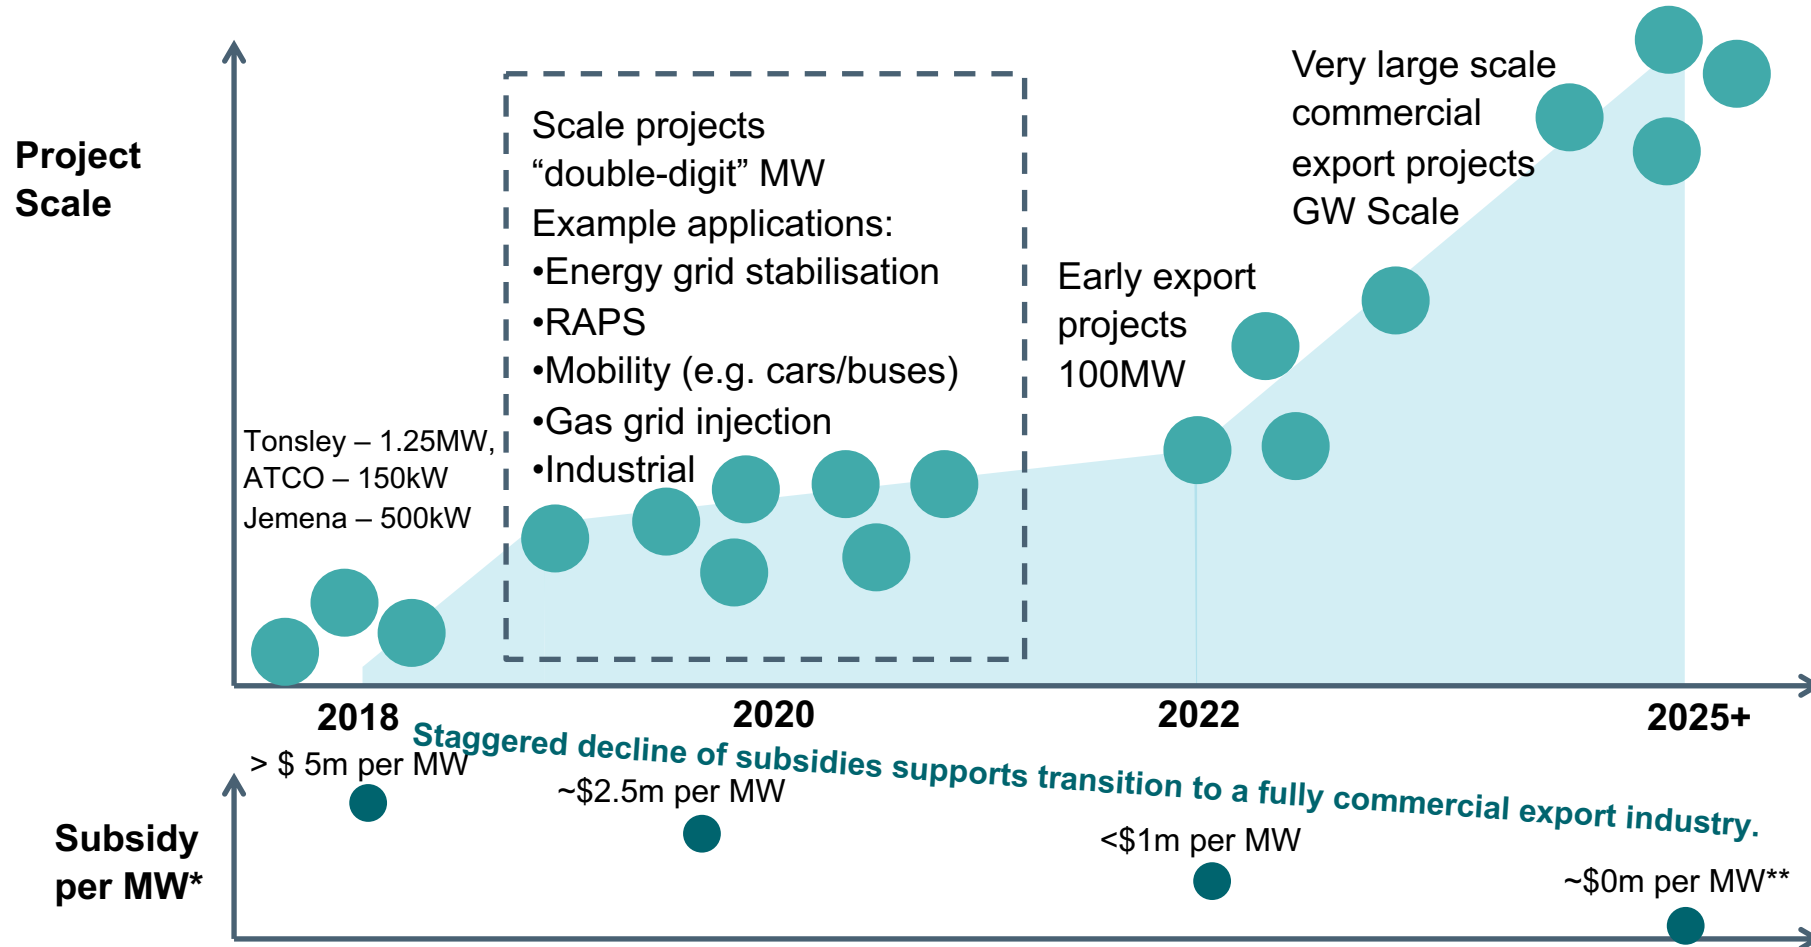 Project
Scale
Scale projects
“double-digit” MW
Example applications:
•Energy grid stabilisation
•RAPS
•Mobility (e.g. cars/buses)
•Gas grid injection
•Industrial
Very large scale
commercial
export projects
GW Scale
Early export
projects
100MW
Tonsley – 1.25MW,
ATCO – 150kW
Jemena – 500kW
2018
2020
2022
2025+
Staggered decline of subsidies supports transition to a fully commercial export industry.
> $ 5m per MW
~$2.5m per MW
<$1m per MW
~$0m per MW**
Subsidy
per MW*